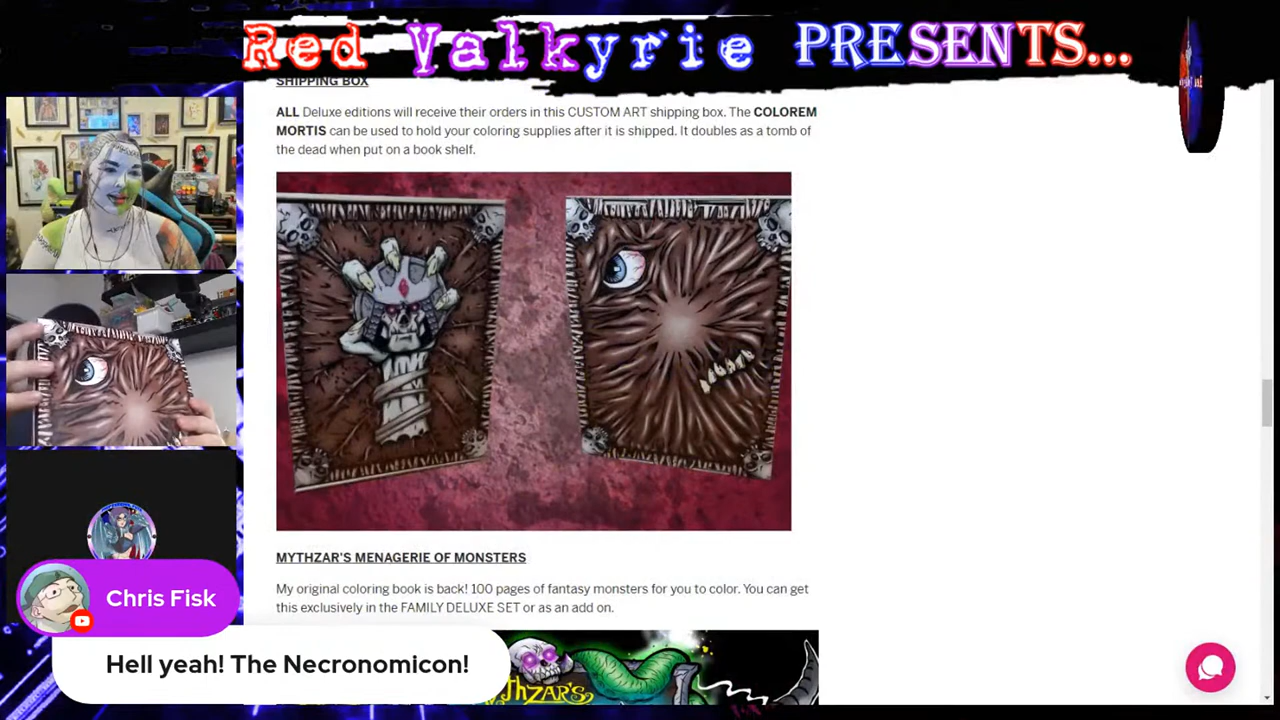 Red Valkyrie PRESENTS...
SHIPPING BOX
ALL Deluxe editions will receive their orders in this CUSTOM ART shipping box. The COLOREM
MORTIS can be used to hold your coloring supplies after it is shipped. It doubles as a tomb of
the dead when put on a book shelf.
MYTHZAR'S MENAGERIE OF MONSTERS
My original coloring book is back! 100 pages of fantasy monsters for you to color. You can get
this exclusively in the FAMILY DELUXE SET or as an add on.
Chris Fisk
Hell yeah! The Necronomicon!